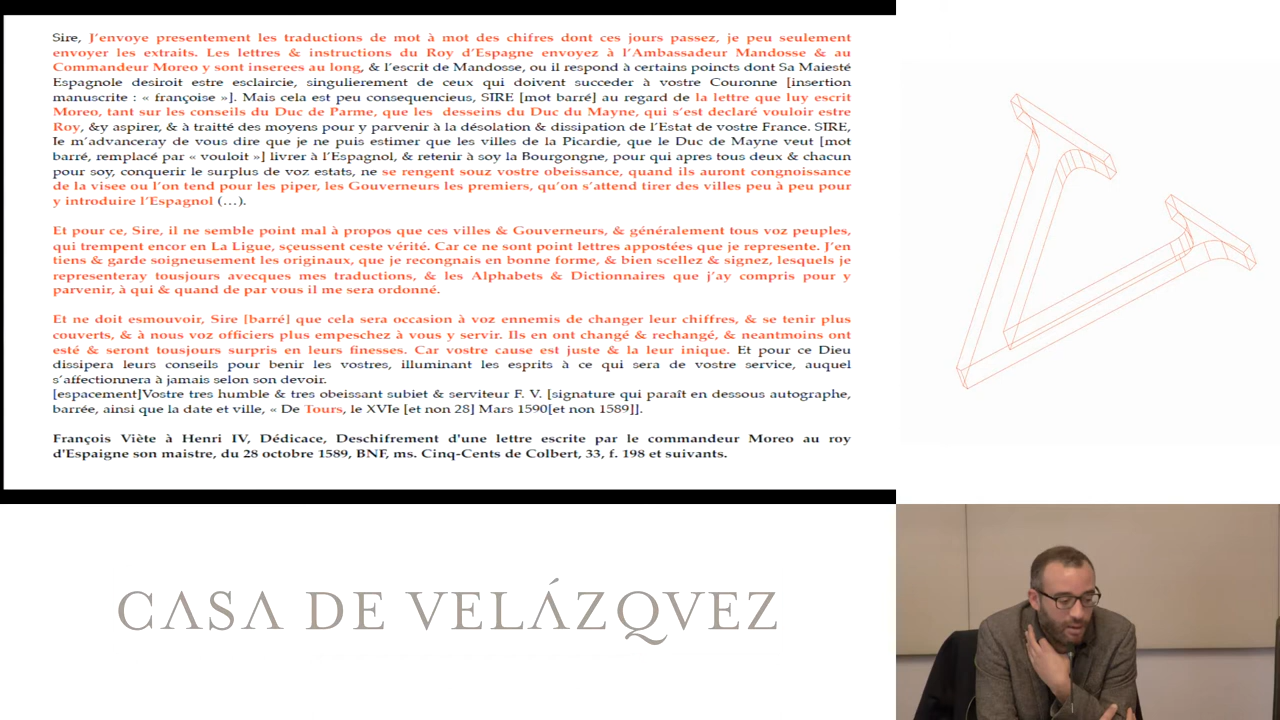 Sire, J’envoye presentement les traductions de mot à mot des chifres dont ces jours passez, je peu seulement
envoyer les extraits. Les lettres & instructions du Roy d’Espagne envoyez à l’Ambassadeur Mandosse & au
Commandeur Moreo y sont inserees au long, & l’escrit de Mandosse, ou il respond à certains poincts dont Sa Maiesté
Espagnole desiroit estre esclaircie, singulierement de ceux qui doivent succeder à vostre Couronne [insertion
manuscrite : « françoise »]. Mais cela est peu consequencieus, SIRE [mot barré] au regard de la lettre que luy escrit
Moreo, tant sur les conseils du Duc de Parme, que les desseins du Duc du Mayne, qui s’est declaré vouloir estre
Roy, &y aspirer, & à traitté des moyens pour y parvenir à la désolation & dissipation de l’Estat de vostre France. SIRE,
Ie m’advanceray de vous dire que je ne puis estimer que les villes de la Picardie, que le Duc de Mayne veut [mot
barré, remplacé par « vouloit »] livrer à l’Espagnol, & retenir à soy la Bourgongne, pour qui apres tous deux & chacun
pour soy, conquerir le surplus de voz estats, ne se rengent souz vostre obeissance, quand ils auront congnoissance
de la visee ou l’on tend pour les piper, les Gouverneurs les premiers, qu’on s’attend tirer des villes peu à peu pour
y introduire l’Espagnol (…).
Et pour ce, Sire, il ne semble point mal à propos que ces villes & Gouverneurs, & généralement tous voz peuples,
qui trempent encor en La Ligue, sçeussent ceste vérité. Car ce ne sont point lettres appostées que je represente. J’en
tiens & garde soigneusement les originaux, que je recongnais en bonne forme, & bien scellez & signez, lesquels je
representeray tousjours avecques mes traductions, & les Alphabets & Dictionnaires que j’ay compris pour y
parvenir, à qui & quand de par vous il me sera ordonné.
Et ne doit esmouvoir, Sire [barré] que cela sera occasion à voz ennemis de changer leur chiffres, & se tenir plus
couverts, & à nous voz officiers plus empeschez à vous y servir. Ils en ont changé & rechangé, & neantmoins ont
esté & seront tousjours surpris en leurs finesses. Car vostre cause est juste & la leur inique. Et pour ce Dieu
dissipera leurs conseils pour benir les vostres, illuminant les esprits à ce qui sera de vostre service, auquel
s’affectionnera à jamais selon son devoir.
[espacement]Vostre tres humble & tres obeissant subiet & serviteur F. V. [signature qui paraît en dessous autographe,
barrée, ainsi que la date et ville, « De Tours, le XVIe [et non 28] Mars 1590[et non 1589]].
François Viète à Henri IV, Dédicace, Deschifrement d'une lettre escrite par le commandeur Moreo au roy
d'Espaigne son maistre, du 28 octobre 1589, BNF, ms. Cinq-Cents de Colbert, 33, f. 198 et suivants.
CASA DE VELÁZQVEZ